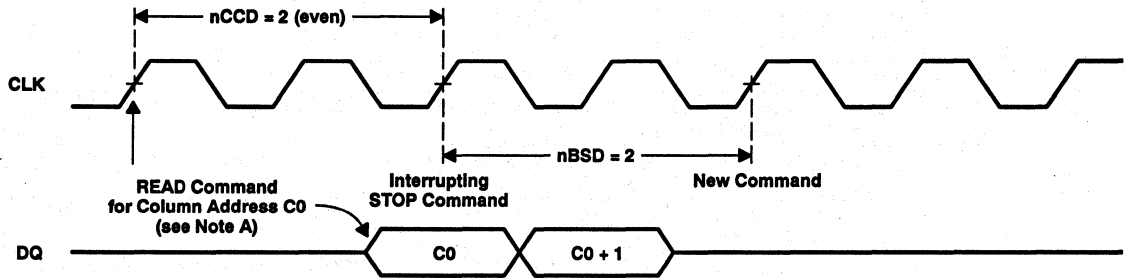 nCCD = 2 (even)
CLK
nBSD = 2
READ Command
for Column Address C0
(see Note A)
Interrupting
STOP Command
New Command
DQ
C0
C0 + 1